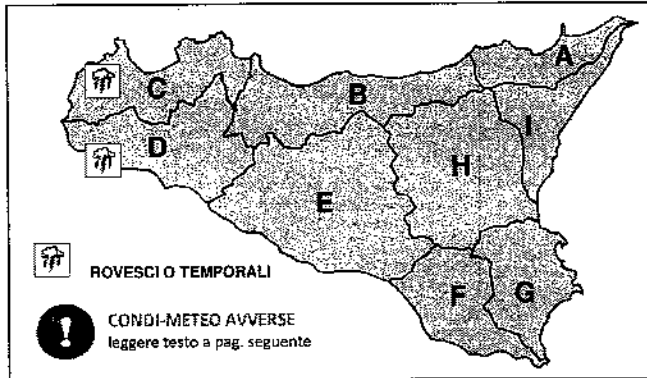 A
C
B
I
D
H
E
ROVESCI O TEMPORALI
F
G
!
CONDI-METEO AVVERSE
leggere testo a pag. seguente